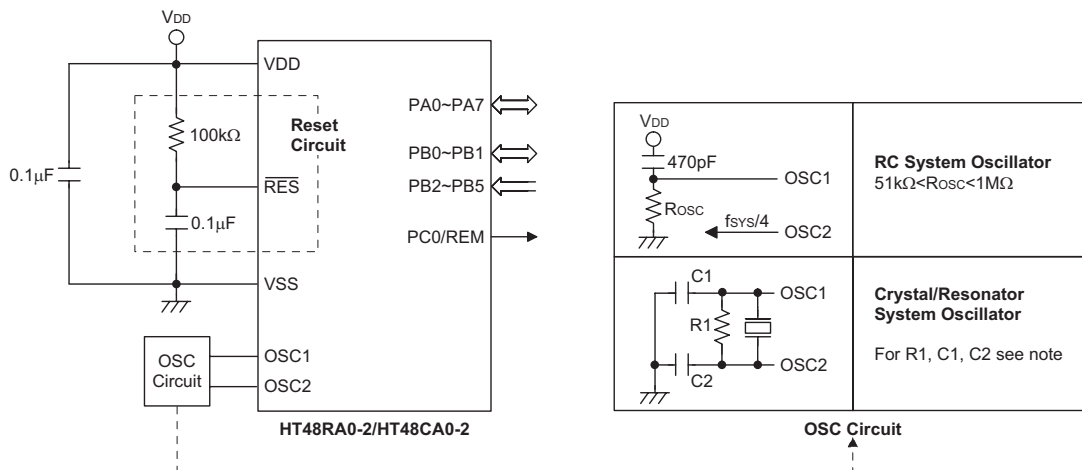 VDD
VDD
PA0~PA7
Reset
Circuit
100kΩ
PB0~PB1
0.1μF
RES
PB2~PB5
0.1μF
PC0/REM
VSS
OSC
Circuit
OSC1
OSC2
HT48RA0-2/HT48CA0-2
VDD
470pF
OSC1
ROSC
fSYS/4
OSC2
RC System Oscillator
51kΩ<ROSC<1MΩ
C1
OSC1
R1
OSC2
C2
Crystal/Resonator
System Oscillator
For R1, C1, C2 see note
OSC Circuit